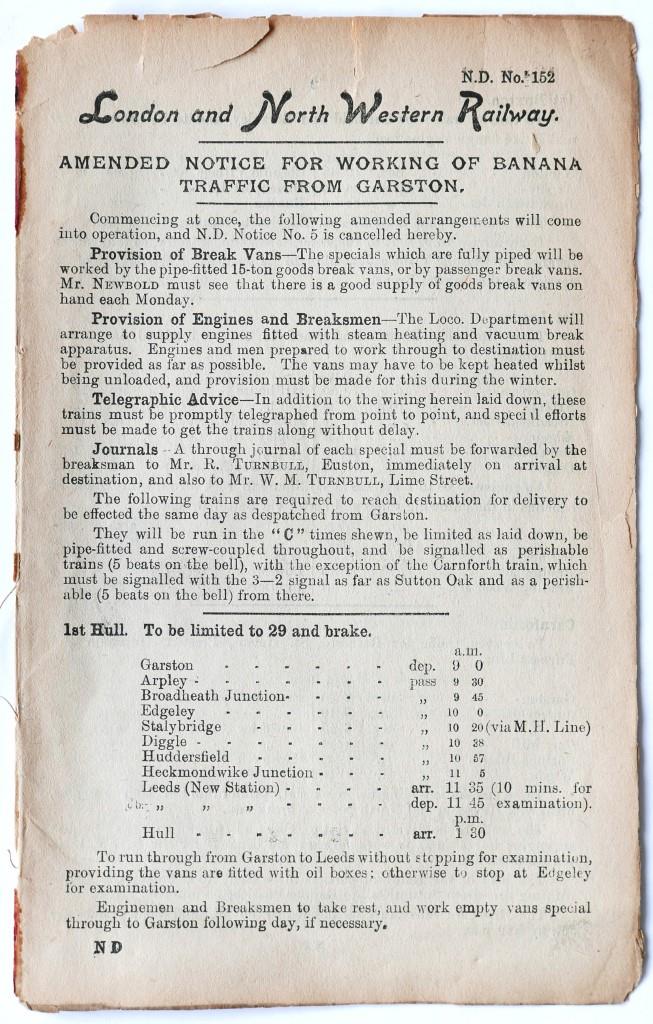 N.D. No. 152
London and North Western Railway.
AMENDED NOTICE FOR WORKING OF BANANA
TRAFFIC FROM GARSTON.
Commencing at once, the following amended arrangements will come
into operation, and N.D. Notice No. 5 is cancelled hereby.
Provision of Break Vans—The specials which are fully piped will be
worked by the pipe-fitted 15-ton goods break vans, or by passenger break vans.
Mr. NEWBOLD must see that there is a good supply of goods break vans on
hand each Monday.
Provision of Engines and Breaksmen—The Loco. Department will
arrange to supply engines fitted with steam heating and vacuum break
apparatus. Engines and men prepared to work through to destination must
be provided as far as possible. The vans may have to be kept heated whilst
being unloaded, and provision must be made for this during the winter.
Telegraphic Advice—In addition to the wiring herein laid down, these
trains must be promptly telegraphed from point to point, and special efforts
must be made to get the trains along without delay.
Journals—A through journal of each special must be forwarded by the
breaksman to Mr. R. TURNBULL, Euston, immediately on arrival at
destination, and also to Mr. W. M. TURNBULL, Lime Street.
The following trains are required to reach destination for delivery to
be effected the same day as despatched from Garston.
They will be run in the "C" times shewn, be limited as laid down, be
pipe-fitted and screw-coupled throughout, and be signalled as perishable
trains (5 beats on the bell), with the exception of the Carnforth train, which
must be signalled with the 3—2 signal as far as Sutton Oak and as a perish-
able (5 beats on the bell) from there.
1st Hull. To be limited to 29 and brake.
a.m.
Garston - - - - - - dep. 9 0
Arpley - - - - - - pass 9 30
Broadheath Junction - - - - „ 9 45
Edgeley - - - - - - „ 10 0
Stalybridge - - - - - „ 10 20 (via M.H. Line)
Diggle - - - - - - „ 10 38
Huddersfield - - - - - „ 10 57
Heckmondwike Junction - - - „ 11 5
Leeds (New Station) - - - - arr. 11 35 (10 mins. for
„ „ „ - - - - dep. 11 45 examination).
p.m.
Hull - - - - - - arr. 1 30
To run through from Garston to Leeds without stopping for examination,
providing the vans are fitted with oil boxes; otherwise to stop at Edgeley
for examination.
Enginemen and Breaksmen to take rest, and work empty vans special
through to Garston following day, if necessary.
N D